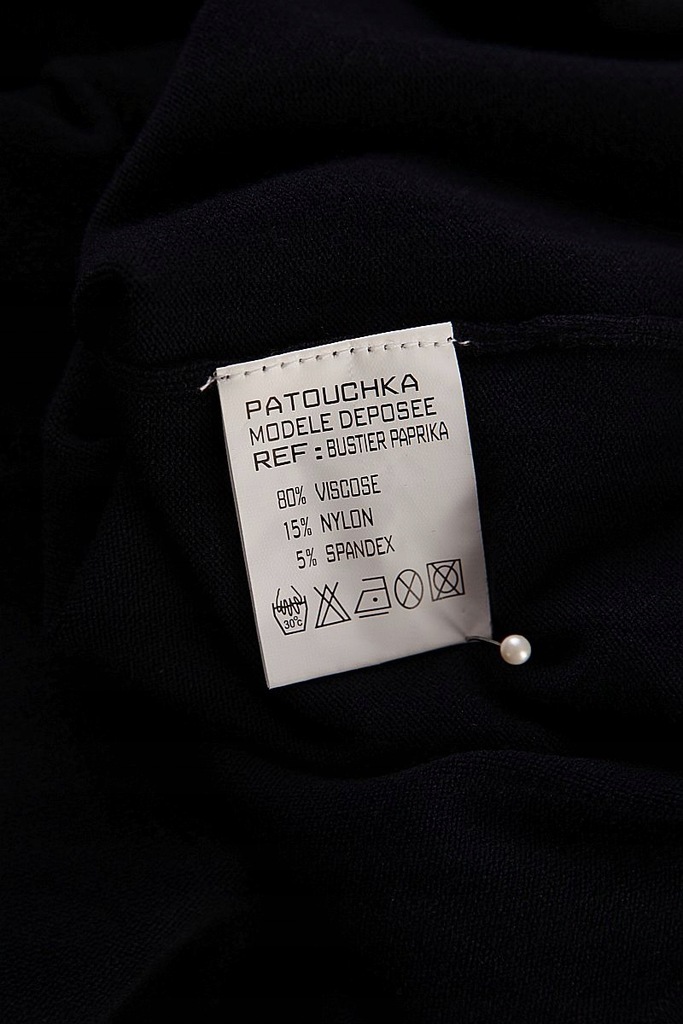 PATOUCHKA
MODELE DEPOSEE
REF : BUSTIER PAPRIKA
80% VISCOSE
15% NYLON
5% SPANDEX
30°C